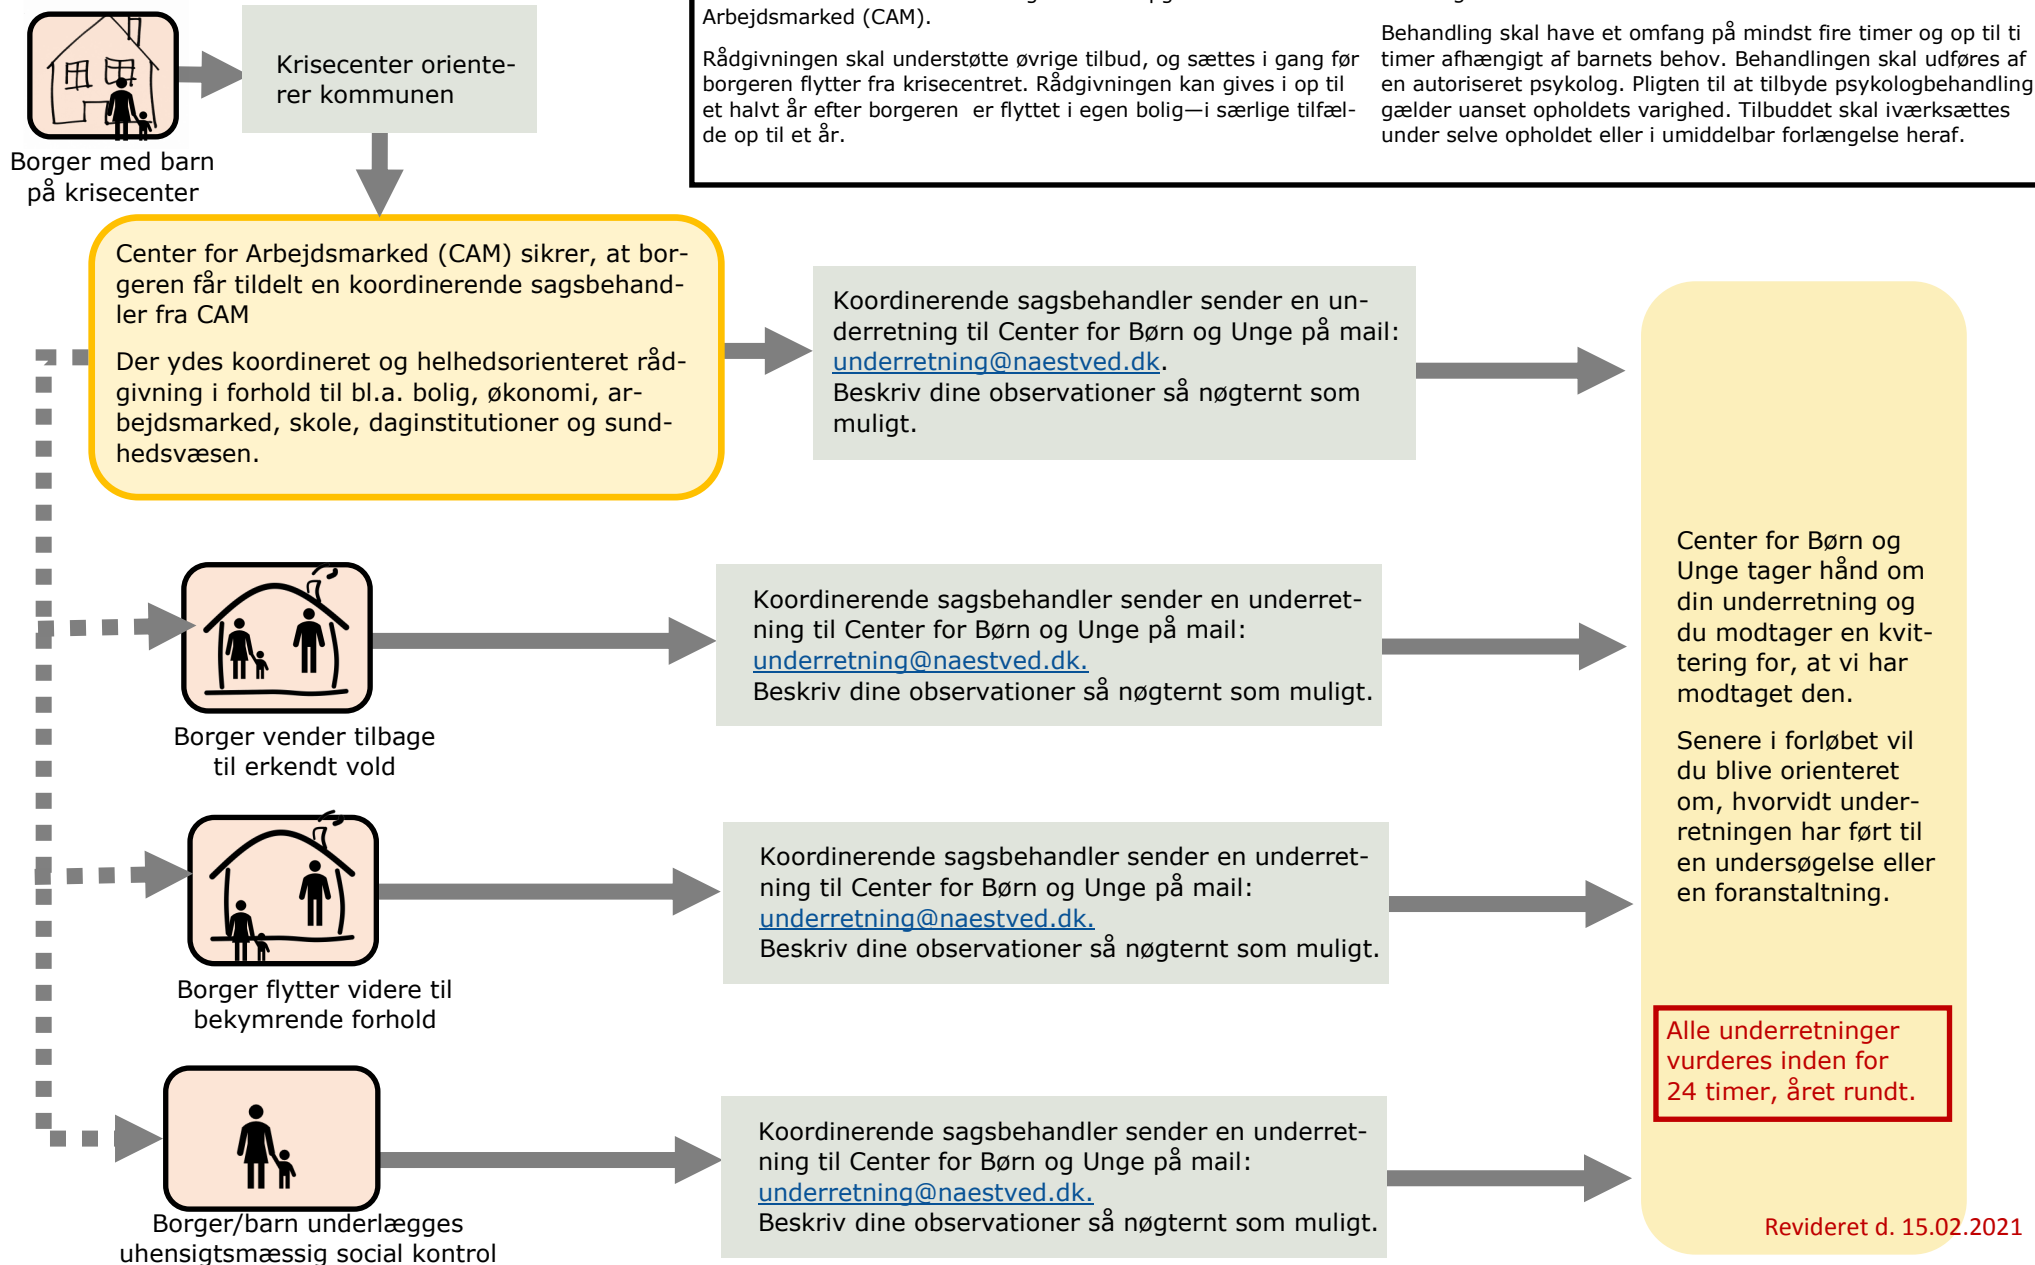 Arbejdsmarked (CAM).
Rådgivningen skal understøtte øvrige tilbud, og sættes i gang før
borgeren flytter fra krisecentret. Rådgivningen kan gives i op til
et halvt år efter borgeren er flyttet i egen bolig—i særlige tilfæl-
de op til et år.
Behandling skal have et omfang på mindst fire timer og op til ti
timer afhængigt af barnets behov. Behandlingen skal udføres af
en autoriseret psykolog. Pligten til at tilbyde psykologbehandling
gælder uanset opholdets varighed. Tilbuddet skal iværksættes
under selve opholdet eller i umiddelbar forlængelse heraf.
Borger med barn
på krisecenter
Krisecenter oriente-
rer kommunen
Center for Arbejdsmarked (CAM) sikrer, at bor-
geren får tildelt en koordinerende sagsbehand-
ler fra CAM
Der ydes koordineret og helhedsorienteret råd-
givning i forhold til bl.a. bolig, økonomi, ar-
bejdsmarked, skole, daginstitutioner og sund-
hedsvæsen.
Koordinerende sagsbehandler sender en un-
derretning til Center for Børn og Unge på mail:
underretning@naestved.dk.
Beskriv dine observationer så nøgternt som
muligt.
Borger vender tilbage
til erkendt vold
Koordinerende sagsbehandler sender en underret-
ning til Center for Børn og Unge på mail:
underretning@naestved.dk.
Beskriv dine observationer så nøgternt som muligt.
Borger flytter videre til
bekymrende forhold
Koordinerende sagsbehandler sender en underret-
ning til Center for Børn og Unge på mail:
underretning@naestved.dk.
Beskriv dine observationer så nøgternt som muligt.
Borger/barn underlægges
uhensigtsmæssig social kontrol
Koordinerende sagsbehandler sender en underret-
ning til Center for Børn og Unge på mail:
underretning@naestved.dk.
Beskriv dine observationer så nøgternt som muligt.
Center for Børn og
Unge tager hånd om
din underretning og
du modtager en kvit-
tering for, at vi har
modtaget den.
Senere i forløbet vil
du blive orienteret
om, hvorvidt under-
retningen har ført til
en undersøgelse eller
en foranstaltning.
Alle underretninger
vurderes inden for
24 timer, året rundt.
Revideret d. 15.02.2021